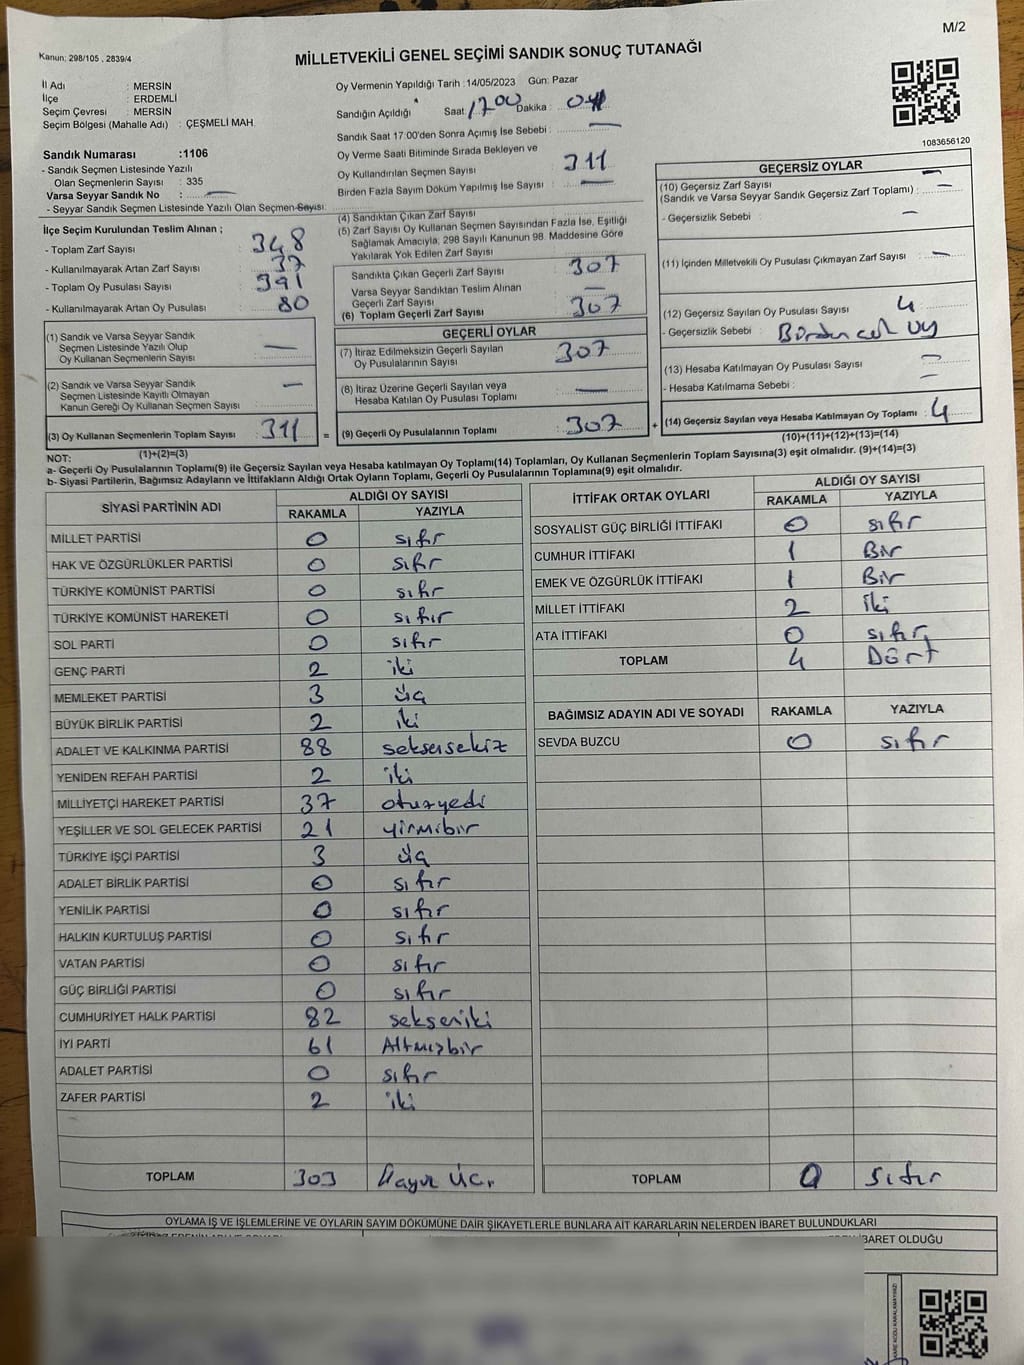 M/2
Kanun: 298/105 , 2839/4
MİLLETVEKİLİ GENEL SEÇİMİ SANDIK SONUÇ TUTANAĞI
İl Adı : MERSİN
İlçe : ERDEMLİ
Seçim Çevresi : MERSİN
Seçim Bölgesi (Mahalle Adı) : ÇEŞMELİ MAH.
Sandık Numarası :1106
- Sandık Seçmen Listesinde Yazılı
Olan Seçmenlerin Sayısı : 335
Varsa Seyyar Sandık No : —
- Seyyar Sandık Seçmen Listesinde Yazılı Olan Seçmen Sayısı:
Oy Vermenin Yapıldığı Tarih :14/05/2023 Gün: Pazar
Sandığın Açıldığı Saat 1700 Dakika :
Sandık Saat 17:00'den Sonra Açımış İse Sebebi : —
Oy Verme Saati Bitiminde Sırada Bekleyen ve
Oy Kullandırılan Seçmen Sayısı : 311
Birden Fazla Sayım Döküm Yapılmış İse Sayısı : —
1083656120
İlçe Seçim Kurulundan Teslim Alınan ;
- Toplam Zarf Sayısı : 348
- Kullanılmayarak Artan Zarf Sayısı : 37
- Toplam Oy Pusulası Sayısı : 391
- Kullanılmayarak Artan Oy Pusulası : 80
(1) Sandık ve Varsa Seyyar Sandık
Seçmen Listesinde Yazılı Olup
Oy Kullanan Seçmenlerin Sayısı : —
(2) Sandık ve Varsa Seyyar Sandık
Seçmen Listesinde Kayıtlı Olmayan
Kanun Gereği Oy Kullanan Seçmen Sayısı : —
(3) Oy Kullanan Seçmenlerin Toplam Sayısı : 311 =
(1)+(2)=(3)
(4) Sandıktan Çıkan Zarf Sayısı
(5) Zarf Sayısı Oy Kullanan Seçmen Sayısından Fazla İse, Eşitliği
Sağlamak Amacıyla, 298 Sayılı Kanunun 98. Maddesine Göre
Yakılarak Yok Edilen Zarf Sayısı :
Sandıkta Çıkan Geçerli Zarf Sayısı : 307
Varsa Seyyar Sandıktan Teslim Alınan
Geçerli Zarf Sayısı : —
(6) Toplam Geçerli Zarf Sayısı : 307
GEÇERLİ OYLAR
(7) İtiraz Edilmeksizin Geçerli Sayılan
Oy Pusulalarının Sayısı : 307
(8) İtiraz Üzerine Geçerli Sayılan veya
Hesaba Katılan Oy Pusulası Toplamı : —
(9) Geçerli Oy Pusulalarının Toplamı : 307 +
GEÇERSİZ OYLAR
(10) Geçersiz Zarf Sayısı
(Sandık ve Varsa Seyyar Sandık Geçersiz Zarf Toplamı) : —
- Geçersizlik Sebebi : —
(11) İçinden Milletvekili Oy Pusulası Çıkmayan Zarf Sayısı : —
(12) Geçersiz Sayılan Oy Pusulası Sayısı : 4
- Geçersizlik Sebebi : oy
(13) Hesaba Katılmayan Oy Pusulası Sayısı : —
- Hesaba Katılmama Sebebi : —
(14) Geçersiz Sayılan veya Hesaba Katılmayan Oy Toplamı : 4
(10)+(11)+(12)+(13)=(14)
NOT:
a- Geçerli Oy Pusulalarının Toplamı(9) ile Geçersiz Sayılan veya Hesaba katılmayan Oy Toplamı(14) Toplamları, Oy Kullanan Seçmenlerin Toplam Sayısına(3) eşit olmalıdır. (9)+(14)=(3)
b- Siyasi Partilerin, Bağımsız Adayların ve İttifakların Aldığı Ortak Oyların Toplamı, Geçerli Oy Pusulalarının Toplamına(9) eşit olmalıdır.
SİYASİ PARTİNİN ADI ALDIĞI OY SAYISI
RAKAMLA YAZIYLA
MİLLET PARTİSİ 0 sıfır
HAK VE ÖZGÜRLÜKLER PARTİSİ 0 sıfır
TÜRKİYE KOMÜNİST PARTİSİ 0 sıfır
TÜRKİYE KOMÜNİST HAREKETİ 0 sıfır
SOL PARTİ 0 sıfır
GENÇ PARTİ 2 iki
MEMLEKET PARTİSİ 3 üç
BÜYÜK BİRLİK PARTİSİ 2 iki
ADALET VE KALKINMA PARTİSİ 88 seksensekiz
YENİDEN REFAH PARTİSİ 2 iki
MİLLİYETÇİ HAREKET PARTİSİ 37 otuzyedi
YEŞİLLER VE SOL GELECEK PARTİSİ 21 yirmibir
TÜRKİYE İŞÇİ PARTİSİ 3 üç
ADALET BİRLİK PARTİSİ 0 sıfır
YENİLİK PARTİSİ 0 sıfır
HALKIN KURTULUŞ PARTİSİ 0 sıfır
VATAN PARTİSİ 0 sıfır
GÜÇ BİRLİĞİ PARTİSİ 0 sıfır
CUMHURİYET HALK PARTİSİ 82 sekseniki
İYİ PARTİ 61 Altmışbir
ADALET PARTİSİ 0 sıfır
ZAFER PARTİSİ 2 iki
TOPLAM 303 üç
İTTİFAK ORTAK OYLARI ALDIĞI OY SAYISI
RAKAMLA YAZIYLA
SOSYALİST GÜÇ BİRLİĞİ İTTİFAKI 0 sıfır
CUMHUR İTTİFAKI 1 Bir
EMEK VE ÖZGÜRLÜK İTTİFAKI 1 Bir
MİLLET İTTİFAKI 2 iki
ATA İTTİFAKI 0 sıfır
TOPLAM 4 Dört
BAĞIMSIZ ADAYIN ADI VE SOYADI RAKAMLA YAZIYLA
SEVDA BUZCU 0 sıfır
TOPLAM 0 sıfır
OYLAMA İŞ VE İŞLEMLERİNE VE OYLARIN SAYIM DÖKÜMÜNE DAİR ŞİKAYETLERLE BUNLARA AİT KARARLARIN NELERDEN İBARET BULUNDUKLARI
İBARET OLDUĞU